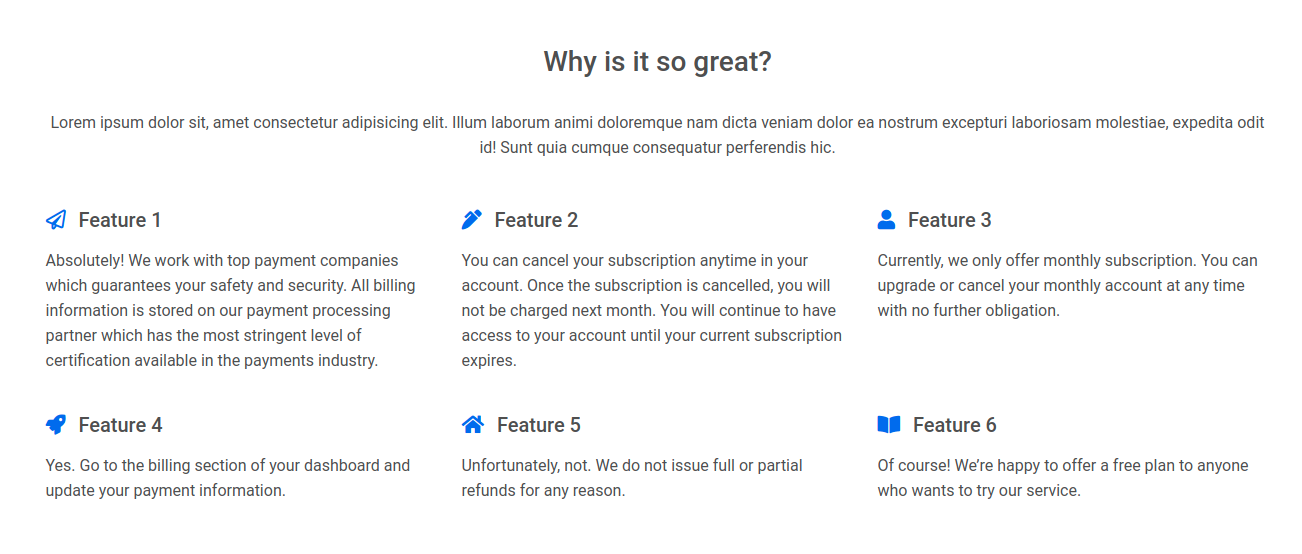 Why is it so great?
Lorem ipsum dolor sit, amet consectetur adipisicing elit. Illum laborum animi doloremque nam dicta veniam dolor ea nostrum excepturi laboriosam molestiae, expedita odit
id! Sunt quia cumque consequatur perferendis hic.
Feature 1
Absolutely! We work with top payment companies
which guarantees your safety and security. All billing
information is stored on our payment processing
partner which has the most stringent level of
certification available in the payments industry.
Feature 2
You can cancel your subscription anytime in your
account. Once the subscription is cancelled, you will
not be charged next month. You will continue to have
access to your account until your current subscription
expires.
Feature 3
Currently, we only offer monthly subscription. You can
upgrade or cancel your monthly account at any time
with no further obligation.
Feature 4
Yes. Go to the billing section of your dashboard and
update your payment information.
Feature 5
Unfortunately, not. We do not issue full or partial
refunds for any reason.
Feature 6
Of course! We’re happy to offer a free plan to anyone
who wants to try our service.